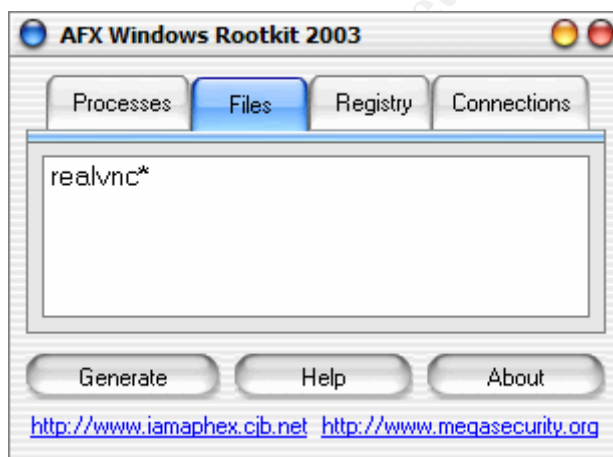 AFX Windows Rootkit 2003
Processes Files Registry Connections
realvnc*
Generate Help About
http://www.iamaphex.cjb.net http://www.megasecurity.org